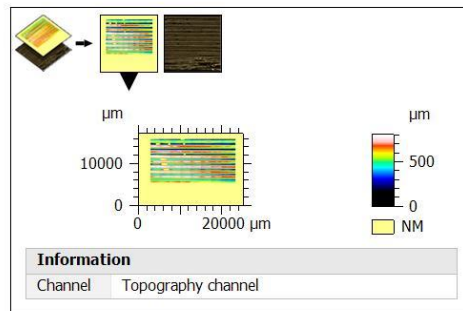 µm
µm
10000
0
0
20000 µm
500
0
NM
Information
Channel Topography channel